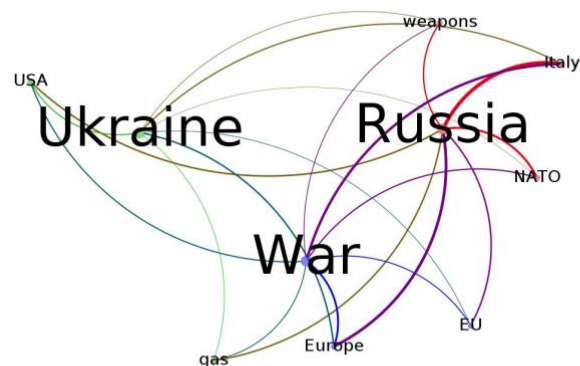 weapons
Italy
USA
Ukraine
Russia
NATO
War
EU
Europe
gas